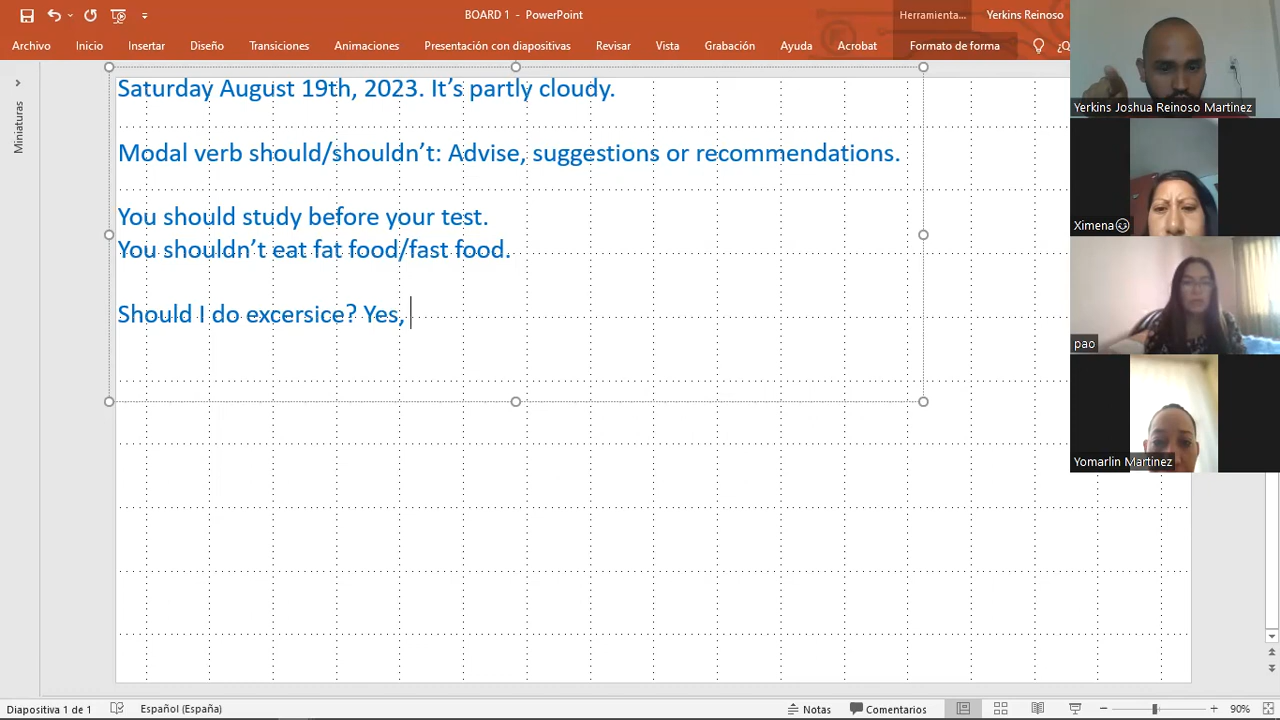 BOARD 1 - PowerPoint
Herramienta...
Yerkins Reinoso
Archivo Inicio Insertar Diseño Transiciones Animaciones Presentación con diapositivas Revisar Vista Grabación Ayuda Acrobat Formato de forma ¿Q
Miniaturas
Saturday August 19th, 2023. It's partly cloudy.
Modal verb should/shouldn't: Advise, suggestions or recommendations.
You should study before your test.
You shouldn't eat fat food/fast food.
Should I do excersice? Yes,
Yerkins Joshua Reinoso Martinez
Ximena☺
pao
Yomarlin Martinez
Diapositiva 1 de 1 Español (España) Notas Comentarios 90%